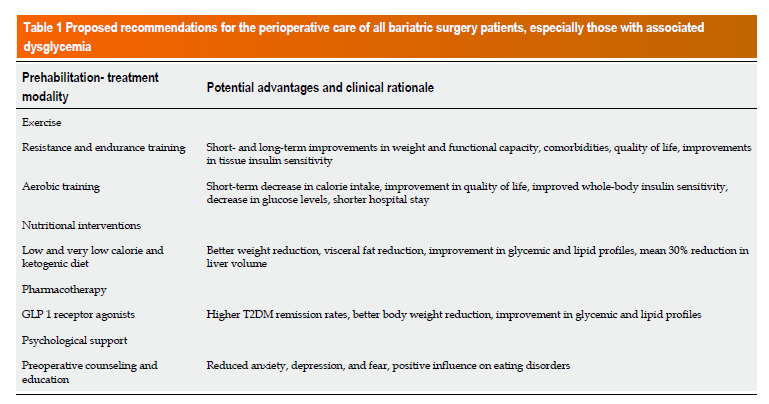 Table 1 Proposed recommendations for the perioperative care of all bariatric surgery patients, especially those with associated
dysglycemia
Prehabilitation- treatment
modality
Potential advantages and clinical rationale
Exercise
Resistance and endurance training
Short- and long-term improvements in weight and functional capacity, comorbidities, quality of life, improvements
in tissue insulin sensitivity
Aerobic training
Short-term decrease in calorie intake, improvement in quality of life, improved whole-body insulin sensitivity,
decrease in glucose levels, shorter hospital stay
Nutritional interventions
Low and very low calorie and
ketogenic diet
Better weight reduction, visceral fat reduction, improvement in glycemic and lipid profiles, mean 30% reduction in
liver volume
Pharmacotherapy
GLP 1 receptor agonists
Higher T2DM remission rates, better body weight reduction, improvement in glycemic and lipid profiles
Psychological support
Preoperative counseling and
education
Reduced anxiety, depression, and fear, positive influence on eating disorders